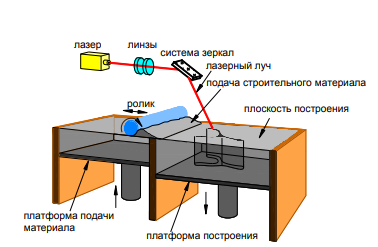 лазер
линзы
система зеркал
лазерный луч
подача строительного материала
ролик
плоскость построения
платформа подачи
материала
платформа построения